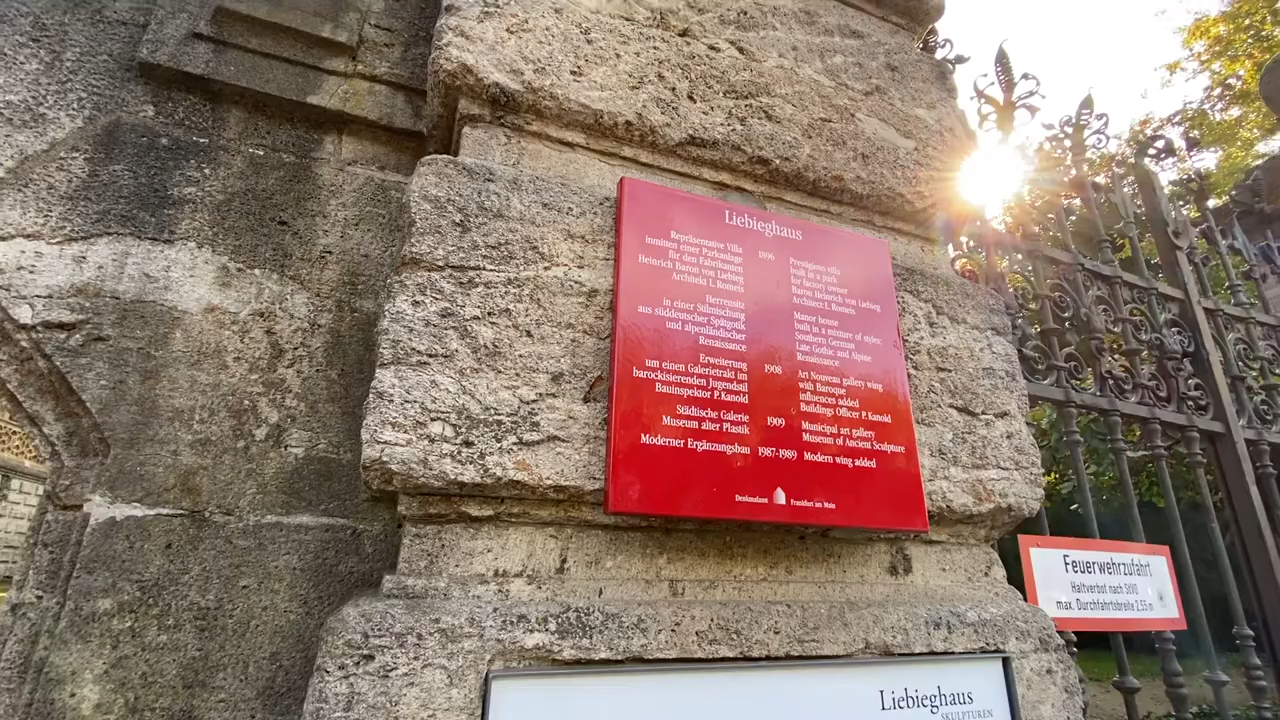 Liebieghaus
Repräsentative Villa
inmitten einer Parkanlage
für den Fabrikanten
Heinrich Baron von Liebieg
Architekt L. Romeis
1896
Prestigious villa
built in a park
for factory owner
Baron Heinrich von Liebieg
Architect: L. Romeis
Herrensitz
in einer Stilmischung
aus süddeutscher Spätgotik
und alpenländischer
Renaissance
Manor house
built in a mixture of styles:
Southern German
Late Gothic and Alpine
Renaissance
Erweiterung
um einen Galerietrakt im
barockisierenden Jugendstil
Bauinspektor P. Kanold
1908
Art Nouveau gallery wing
with Baroque
influences added
Buildings Officer P. Kanold
Städtische Galerie
Museum alter Plastik
1909
Municipal art gallery
Museum of Ancient Sculpture
Moderner Ergänzungsbau 1987-1989 Modern wing added
Denkmalamt Frankfurt am Main
Feuerwehrzufahrt
Haltverbot nach StVO
max. Durchfahrtsbreite 2,55 m
Liebieghaus
SKULPTUREN